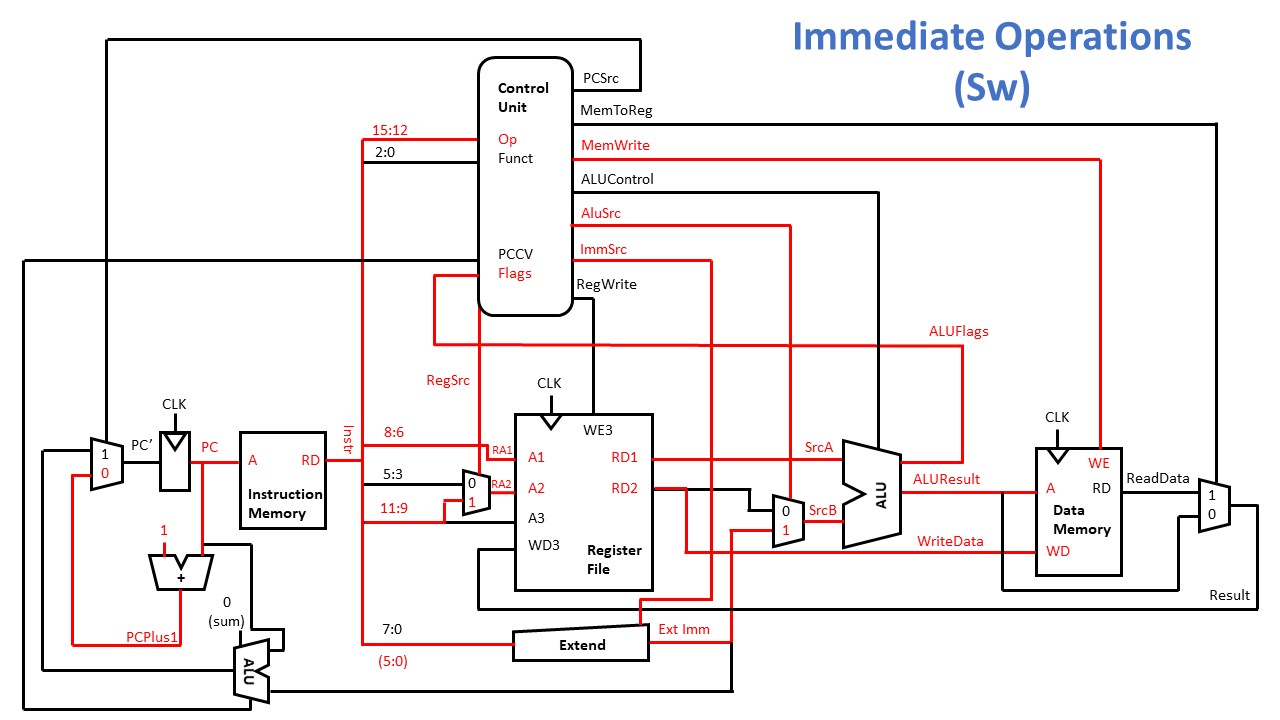 Immediate Operations
(Sw)
Control
Unit
PCSrc
MemToReg
15:12
Op
MemWrite
2:0
Funct
ALUControl
AluSrc
PCCV
ImmSrc
Flags
RegWrite
ALUFlags
RegSrc
CLK
CLK
CLK
WE3
Instr
8:6
RA1
A1
RD1
SrcA
PC’
PC
A
RD
1
0
Instruction
Memory
5:3
0
1
RA2
A2
RD2
11:9
A3
WD3
Register
File
0
1
SrcB
ALU
ALUResult
WriteData
WE
A
RD
Data
Memory
WD
ReadData
1
0
Result
1
+
PCPlus1
0
(sum)
ALU
7:0
(5:0)
Extend
Ext Imm